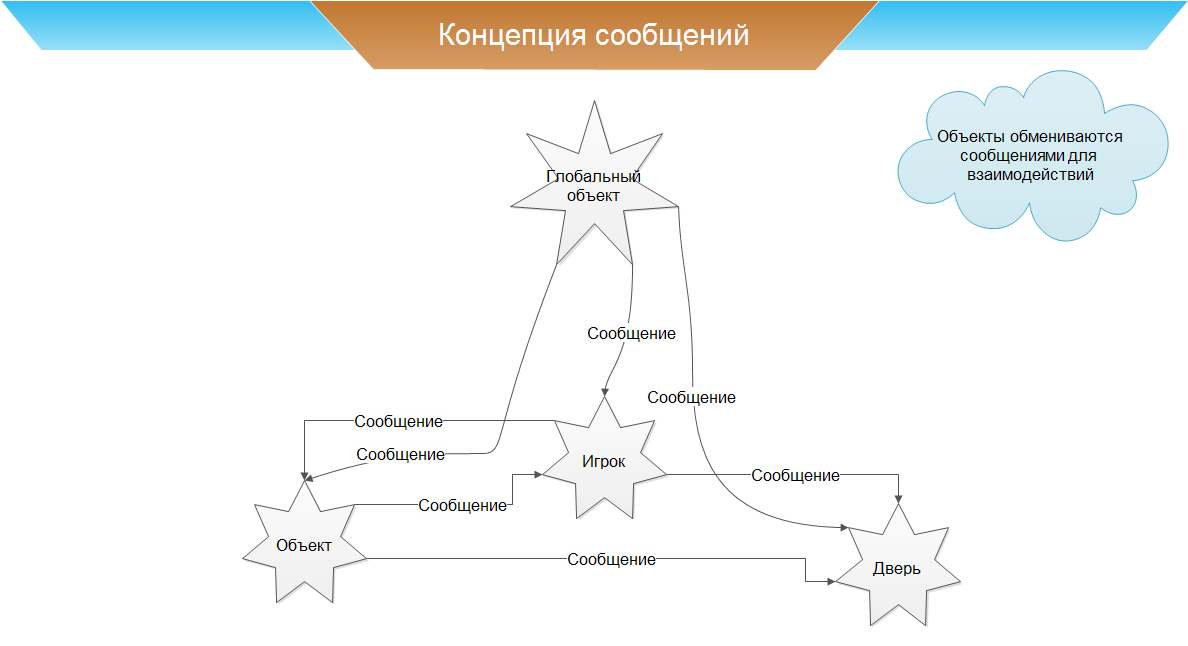 Концепция сообщений
Объекты обмениваются
сообщениями для
взаимодействий
Глобальный
объект
Сообщение
Сообщение
Сообщение
Сообщение
Игрок
Сообщение
Сообщение
Объект
Сообщение
Дверь